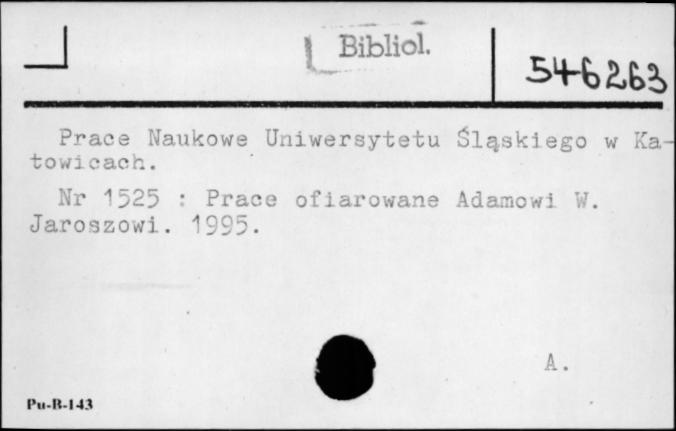 Bibliol.
546263
Prace Naukowe Uniwersytetu Śląskiego w Ka-
towicach.
Nr 1525 : Prace ofiarowane Adamowi W.
Jaroszowi. 1995.
A.
Pu-B-143